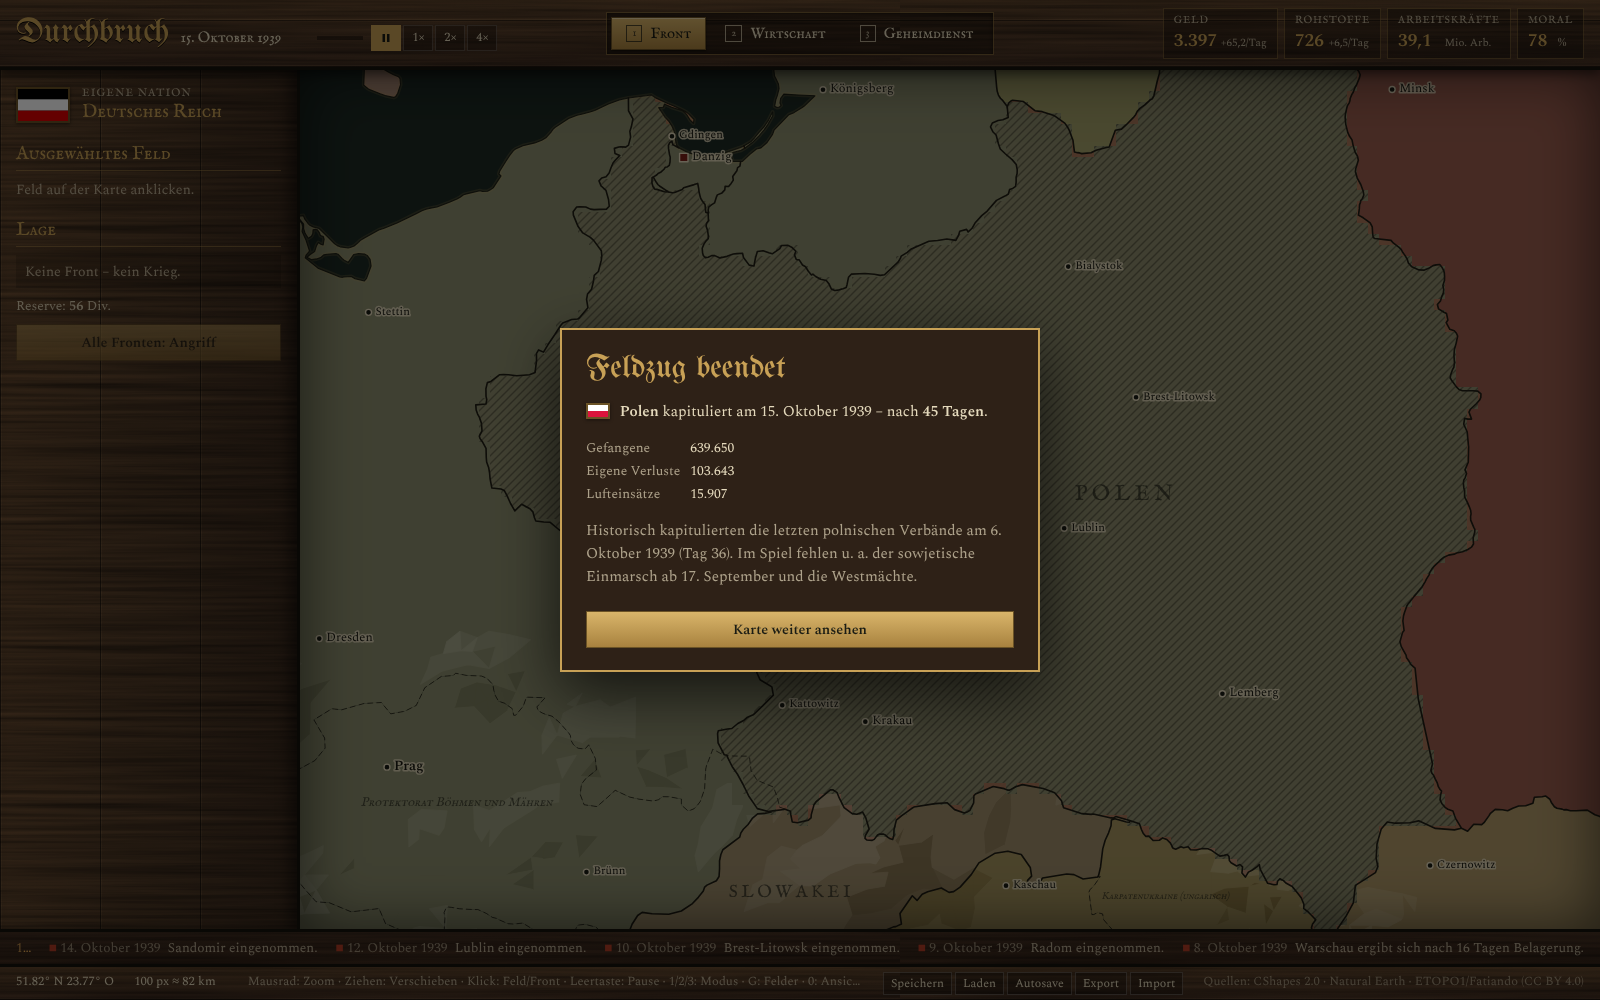 Durchbruch 15. Oktober 1939
1× 2× 4×
1 Front 2 Wirtschaft 3 Geheimdienst
Geld 3.397 +65,2/Tag
Rohstoffe 726 +6,5/Tag
Arbeitskräfte 39,1 Mio. Arb.
Moral 78 %
Eigene Nation
Deutsches Reich
Ausgewähltes Feld
Feld auf der Karte anklicken.
Lage
Keine Front – kein Krieg.
Reserve: 56 Div.
Alle Fronten: Angriff
Königsberg
Minsk
Gdingen
Danzig
Bialystok
Stettin
Brest-Litowsk
POLEN
Lublin
Dresden
Lemberg
Kattowitz
Krakau
Prag
Protektorat Böhmen und Mähren
Brünn
SLOWAKEI
Kaschau
Karpatenukraine (ungarisch)
Czernowitz
Feldzug beendet
Polen kapituliert am 15. Oktober 1939 – nach 45 Tagen.
Gefangene 639.650
Eigene Verluste 103.643
Lufteinsätze 15.907
Historisch kapitulierten die letzten polnischen Verbände am 6.
Oktober 1939 (Tag 36). Im Spiel fehlen u. a. der sowjetische
Einmarsch ab 17. September und die Westmächte.
Karte weiter ansehen
1... 14. Oktober 1939 Sandomir eingenommen. 12. Oktober 1939 Lublin eingenommen. 10. Oktober 1939 Brest-Litowsk eingenommen. 9. Oktober 1939 Radom eingenommen. 8. Oktober 1939 Warschau ergibt sich nach 16 Tagen Belagerung.
51.82° N 23.77° O 100 px ≈ 82 km Mausrad: Zoom · Ziehen: Verschieben · Klick: Feld/Front · Leertaste: Pause · 1/2/3: Modus · G: Felder · 0: Ansic... Speichern Laden Autosave Export Import Quellen: CShapes 2.0 · Natural Earth · ETOPO1/Fatiando (CC BY 4.0)